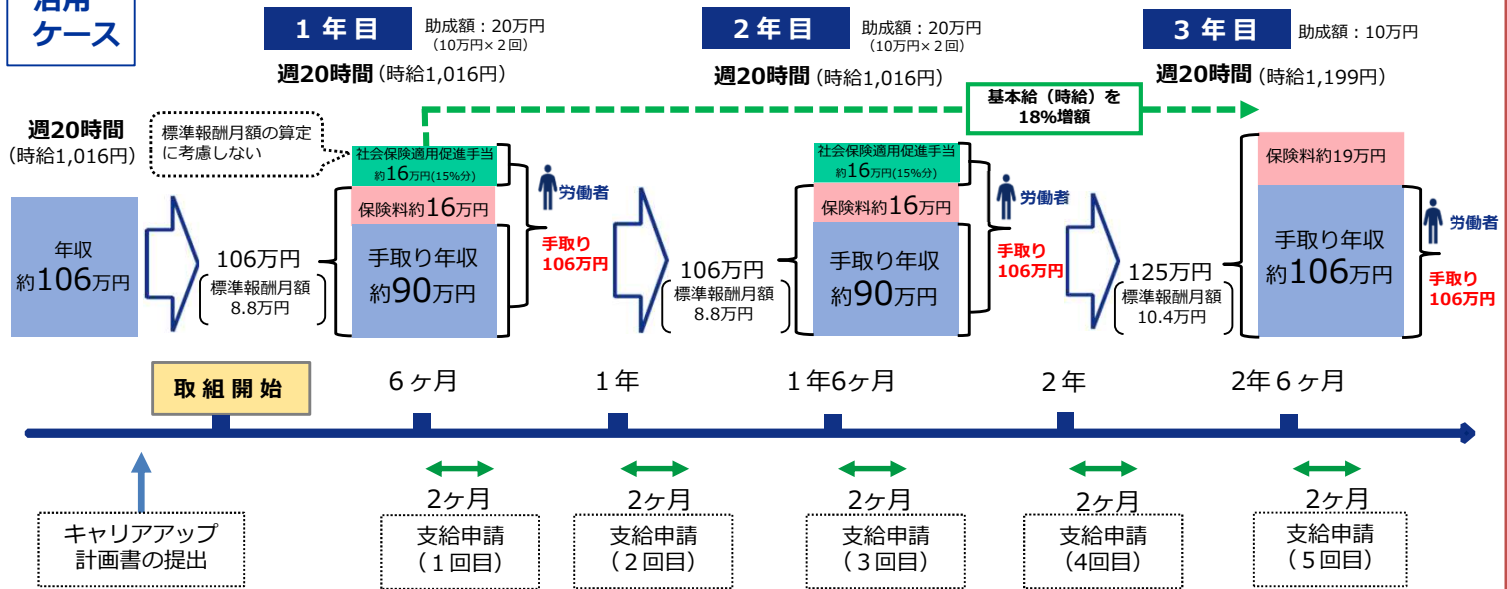 活用
ケース
１年目
助成額：20万円
（10万円×２回）
週20時間（時給1,016円）
２年目
助成額：20万円
（10万円×２回）
週20時間（時給1,016円）
３年目
助成額：10万円
週20時間（時給1,199円）
基本給（時給）を
18%増額
週20時間
（時給1,016円）
標準報酬月額の算定
に考慮しない
年収
約106万円
106万円
標準報酬月額
8.8万円
社会保険適用促進手当
約16万円(15%分)
保険料約16万円
手取り年収
約90万円
労働者
手取り
106万円
106万円
標準報酬月額
8.8万円
社会保険適用促進手当
約16万円(15%分)
保険料約16万円
手取り年収
約90万円
労働者
手取り
106万円
125万円
標準報酬月額
10.4万円
保険料約19万円
手取り年収
約106万円
労働者
手取り
106万円
取組開始
６ヶ月
１年
１年6ヶ月
２年
2年６ヶ月
2ヶ月
2ヶ月
2ヶ月
2ヶ月
2ヶ月
キャリアアップ
計画書の提出
支給申請
（１回目）
支給申請
（２回目）
支給申請
（３回目）
支給申請
（4回目）
支給申請
（５回目）